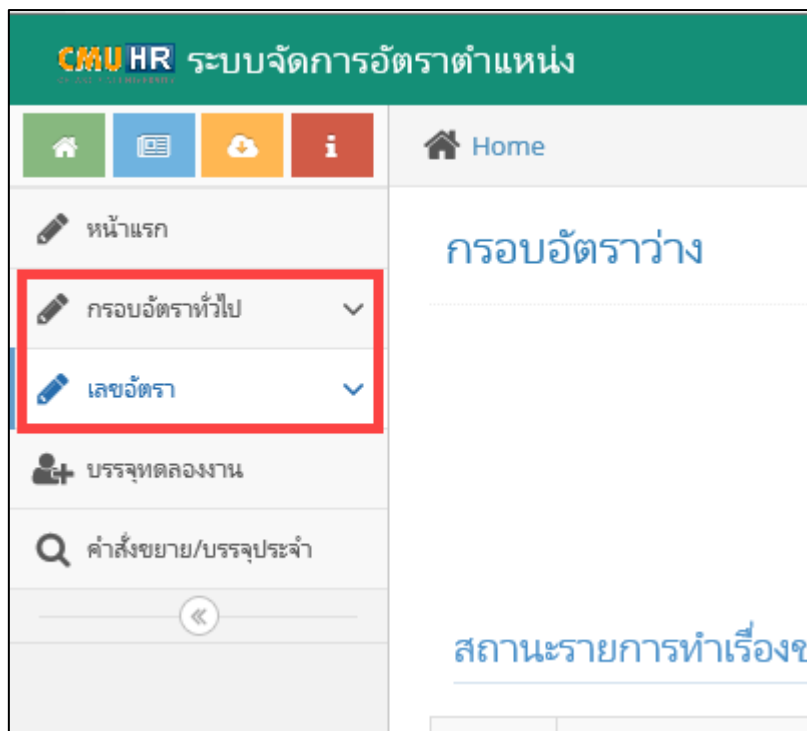 CMU HR ระบบจัดการอัตราตำแหน่ง
Home
หน้าแรก
กรอบอัตราว่าง
กรอบอัตราทั่วไป
เลขอัตรา
บรรจุทดลองงาน
คำสั่งขยาย/บรรจุประจำ
สถานะรายการทำเรื่องข